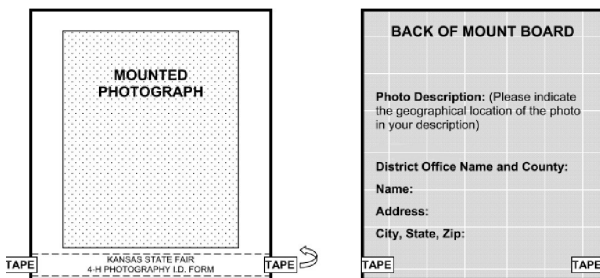 MOUNTED
PHOTOGRAPH
KANSAS STATE FAIR
4-H PHOTOGRAPHY I.D. FORM
TAPE
TAPE
BACK OF MOUNT BOARD
Photo Description: (Please indicate
the geographical location of the photo
in your description)
District Office Name and County:
Name:
Address:
City, State, Zip:
TAPE
TAPE